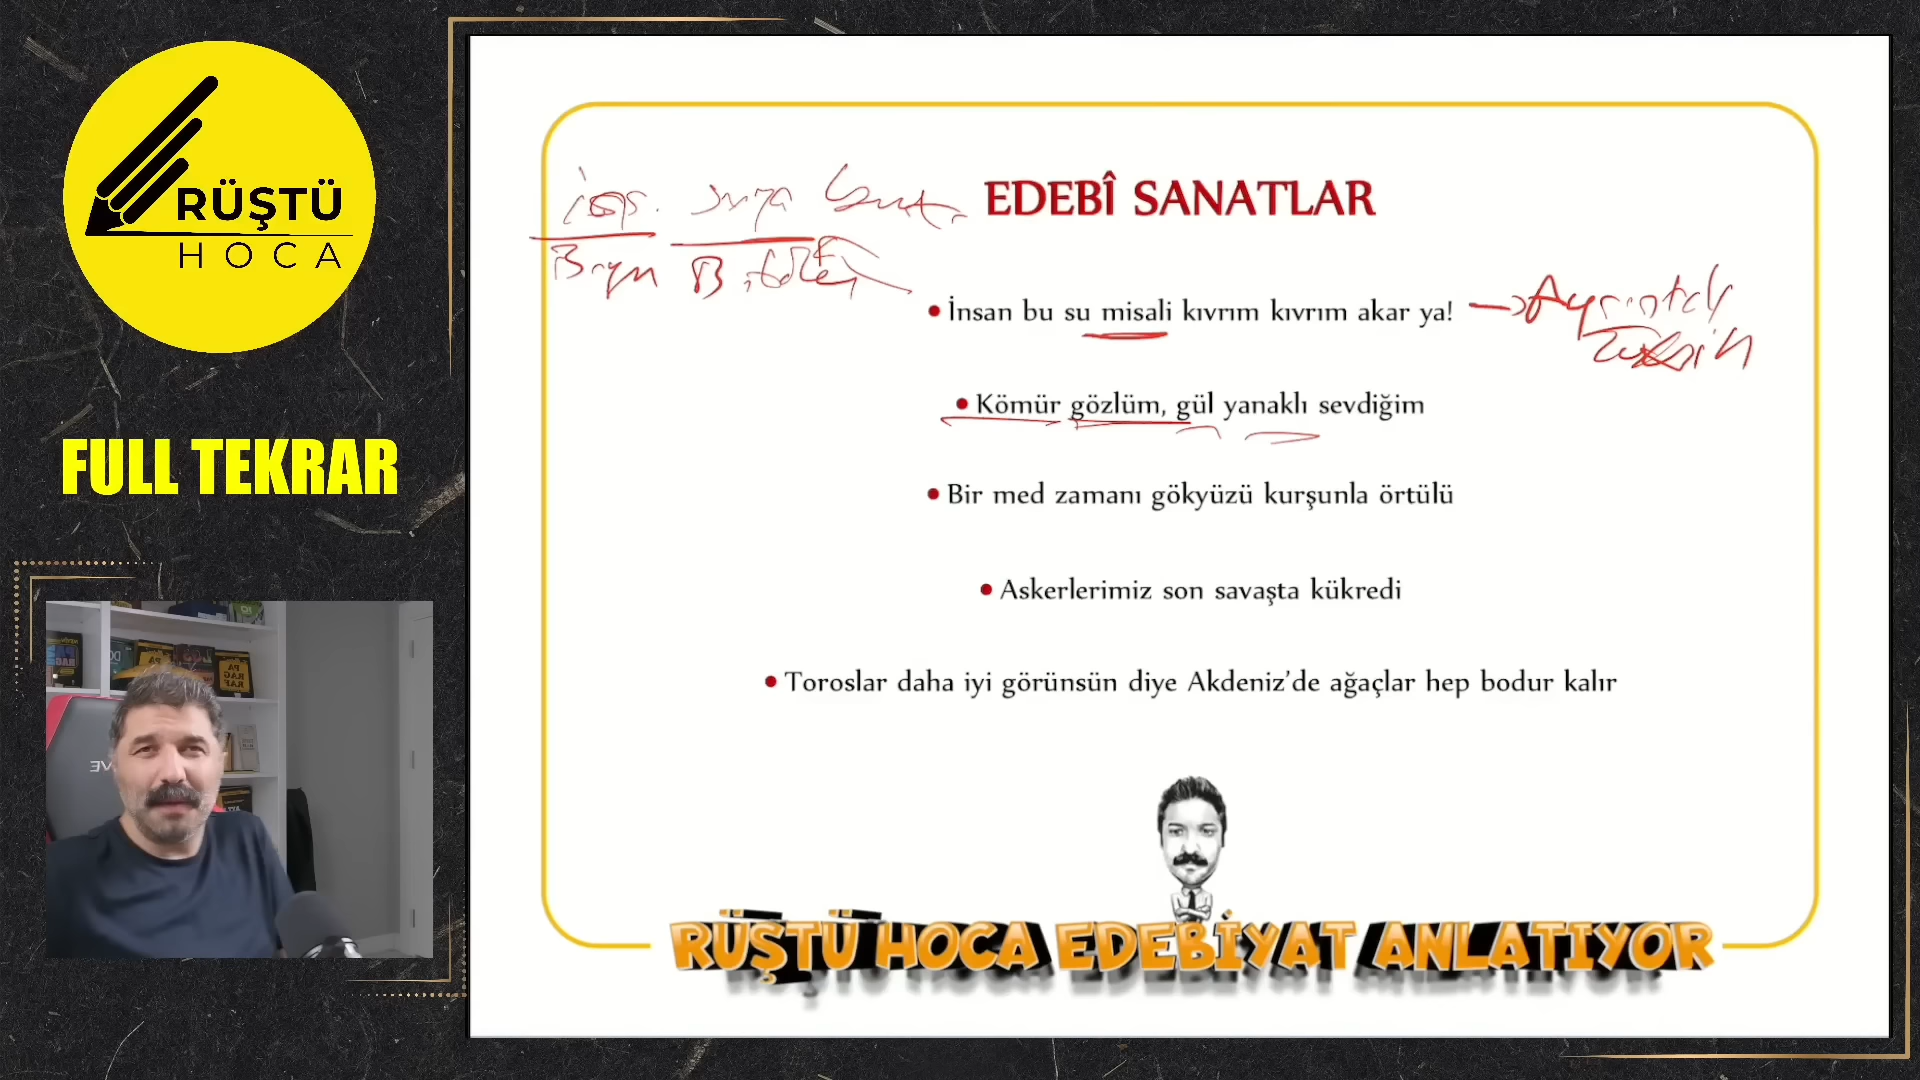 RÜŞTÜ
HOCA
FULL TEKRAR
EDEBÎ SANATLAR
• İnsan bu su misali kıvrım kıvrım akar ya!
• Kömür gözlüm, gül yanaklı sevdiğim
• Bir med zamanı gökyüzü kurşunla örtülü
• Askerlerimiz son savaşta kükredi
• Toroslar daha iyi görünsün diye Akdeniz’de ağaçlar hep bodur kalır
RÜŞTÜ HOCA EDEBİYAT ANLATIYOR